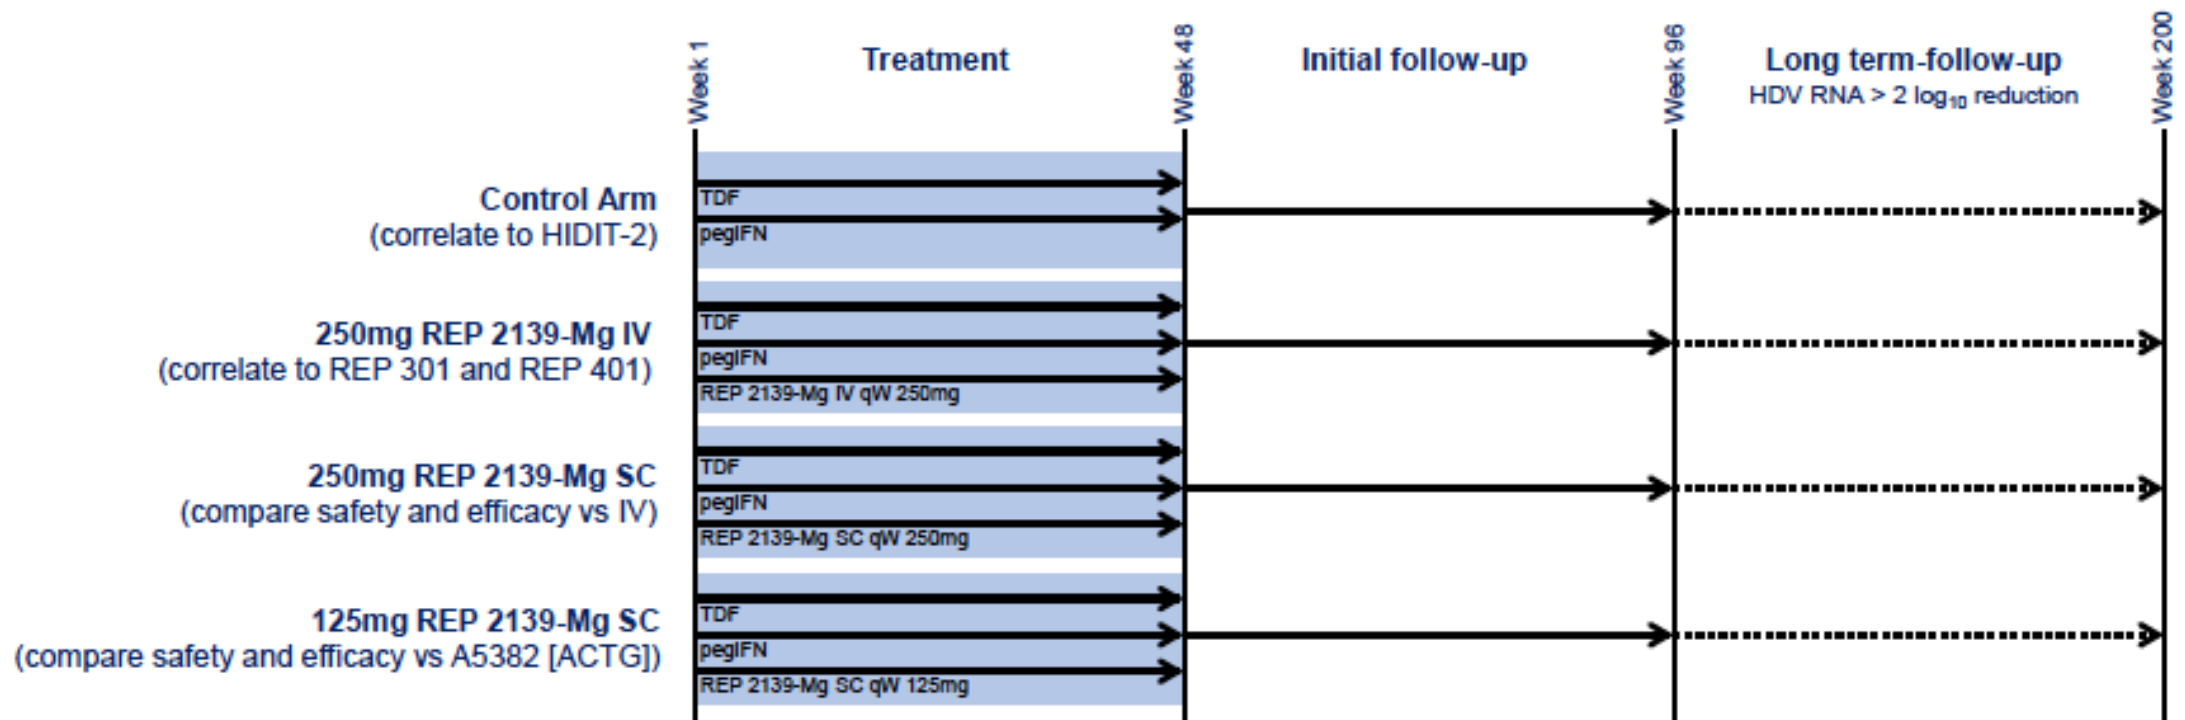 Week 1
Treatment
Week 48
Initial follow-up
Week 96
Long term-follow-up
HDV RNA > 2 log₁₀ reduction
Week 200
Control Arm
(correlate to HIDIT-2)
TDF
pegIFN
250mg REP 2139-Mg IV
(correlate to REP 301 and REP 401)
TDF
pegIFN
REP 2139-Mg IV qW 250mg
250mg REP 2139-Mg SC
(compare safety and efficacy vs IV)
TDF
pegIFN
REP 2139-Mg SC qW 250mg
125mg REP 2139-Mg SC
(compare safety and efficacy vs A5382 [ACTG])
TDF
pegIFN
REP 2139-Mg SC qW 125mg